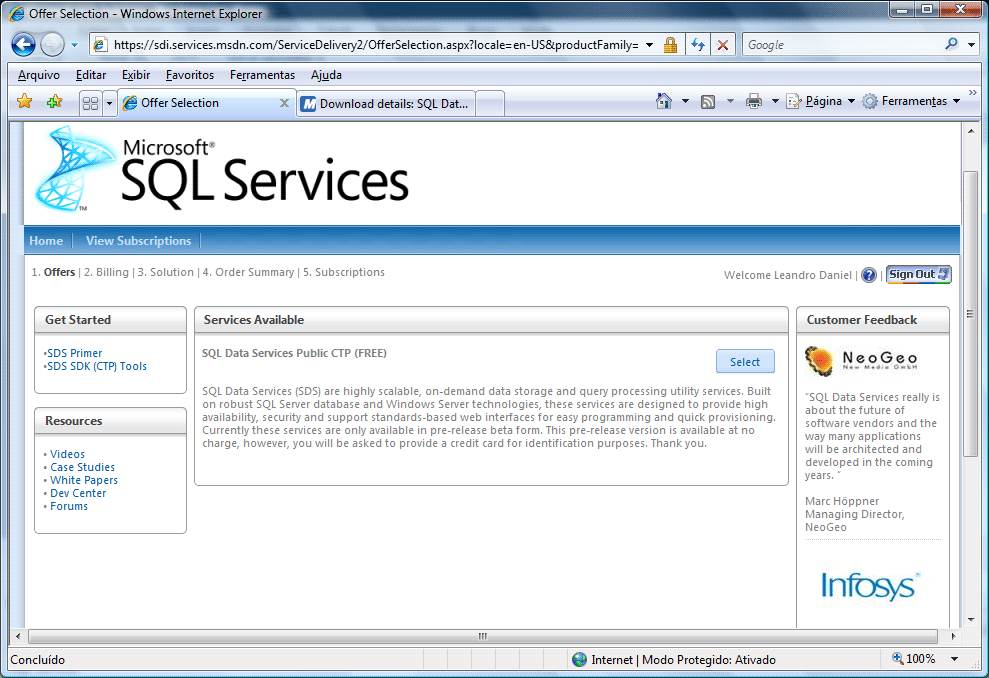 Offer Selection - Windows Internet Explorer
https://sdi.services.msdn.com/ServiceDelivery2/OfferSelection.aspx?locale=en-US&productFamily=
Google
Arquivo Editar Exibir Favoritos Ferramentas Ajuda
Offer Selection
Download details: SQL Dat...
Página
Ferramentas
Microsoft®
SQL Services
TM
Home
View Subscriptions
1. Offers | 2. Billing | 3. Solution | 4. Order Summary | 5. Subscriptions
Welcome Leandro Daniel | ? | Sign Out
Get Started
•SDS Primer
•SDS SDK (CTP) Tools
Resources
• Videos
• Case Studies
• White Papers
• Dev Center
• Forums
Services Available
SQL Data Services Public CTP (FREE)
Select
SQL Data Services (SDS) are highly scalable, on-demand data storage and query processing utility services. Built
on robust SQL Server database and Windows Server technologies, these services are designed to provide high
availability, security and support standards-based web interfaces for easy programming and quick provisioning.
Currently these services are only available in pre-release beta form. This pre-release version is available at no
charge, however, you will be asked to provide a credit card for identification purposes. Thank you.
Customer Feedback
NeoGeo
New Media GmbH
"SQL Data Services really is
about the future of
software vendors and the
way many applications
will be architected and
developed in the coming
years. "
Marc Höppner
Managing Director,
NeoGeo
Infosys®
Concluído
Internet | Modo Protegido: Ativado
100%